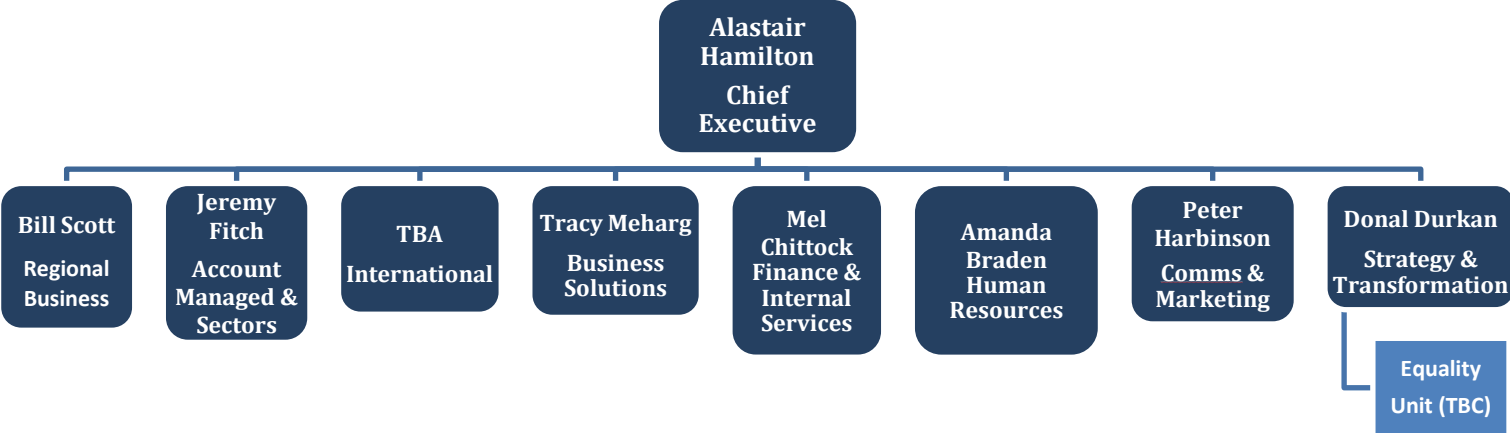 Alastair
Hamilton
Chief
Executive
Bill Scott
Regional
Business
Jeremy
Fitch
Account
Managed &
Sectors
TBA
International
Tracy Meharg
Business
Solutions
Mel
Chittock
Finance &
Internal
Services
Amanda
Braden
Human
Resources
Peter
Harbinson
Comms &
Marketing
Donal Durkan
Strategy &
Transformation
Equality
Unit (TBC)